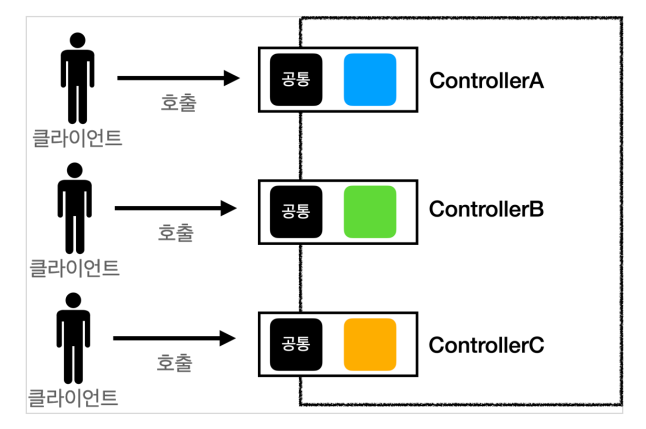 공통
ControllerA
호출
클라이언트
공통
ControllerB
호출
클라이언트
공통
ControllerC
호출
클라이언트